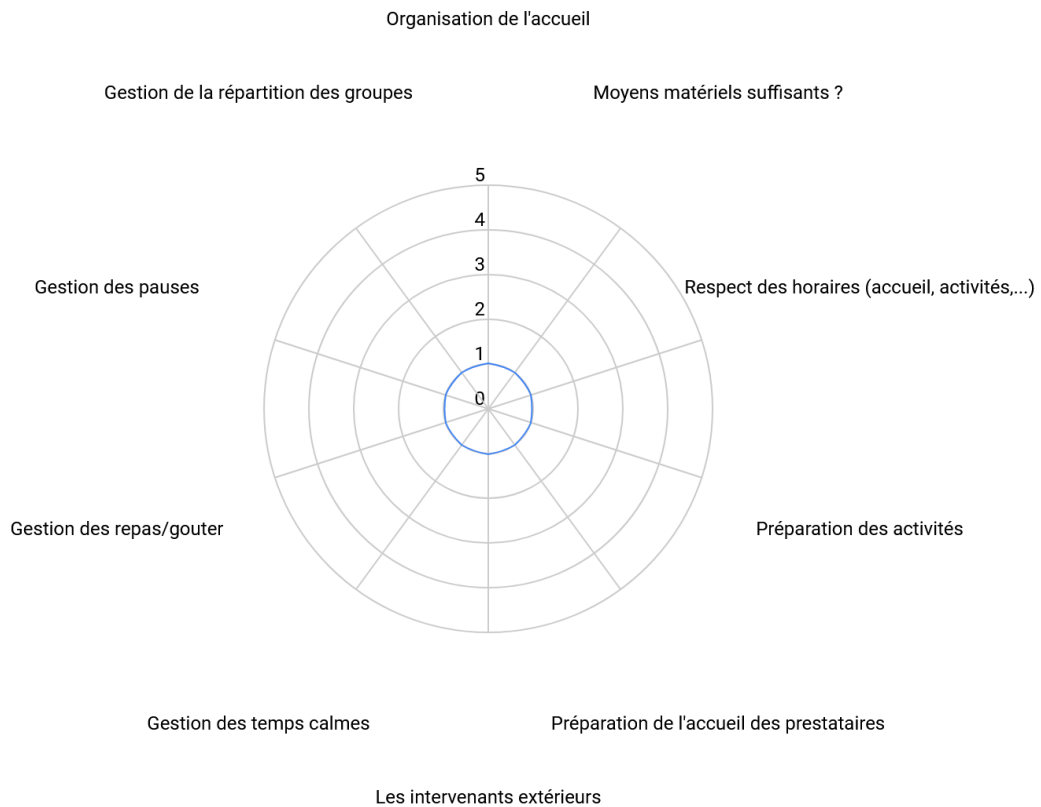 Organisation de l'accueil
Gestion de la répartition des groupes
Moyens matériels suffisants ?
5
4
3
Gestion des pauses
Respect des horaires (accueil, activités,...)
2
1
0
Gestion des repas/gouter
Préparation des activités
Gestion des temps calmes
Préparation de l'accueil des prestataires
Les intervenants extérieurs